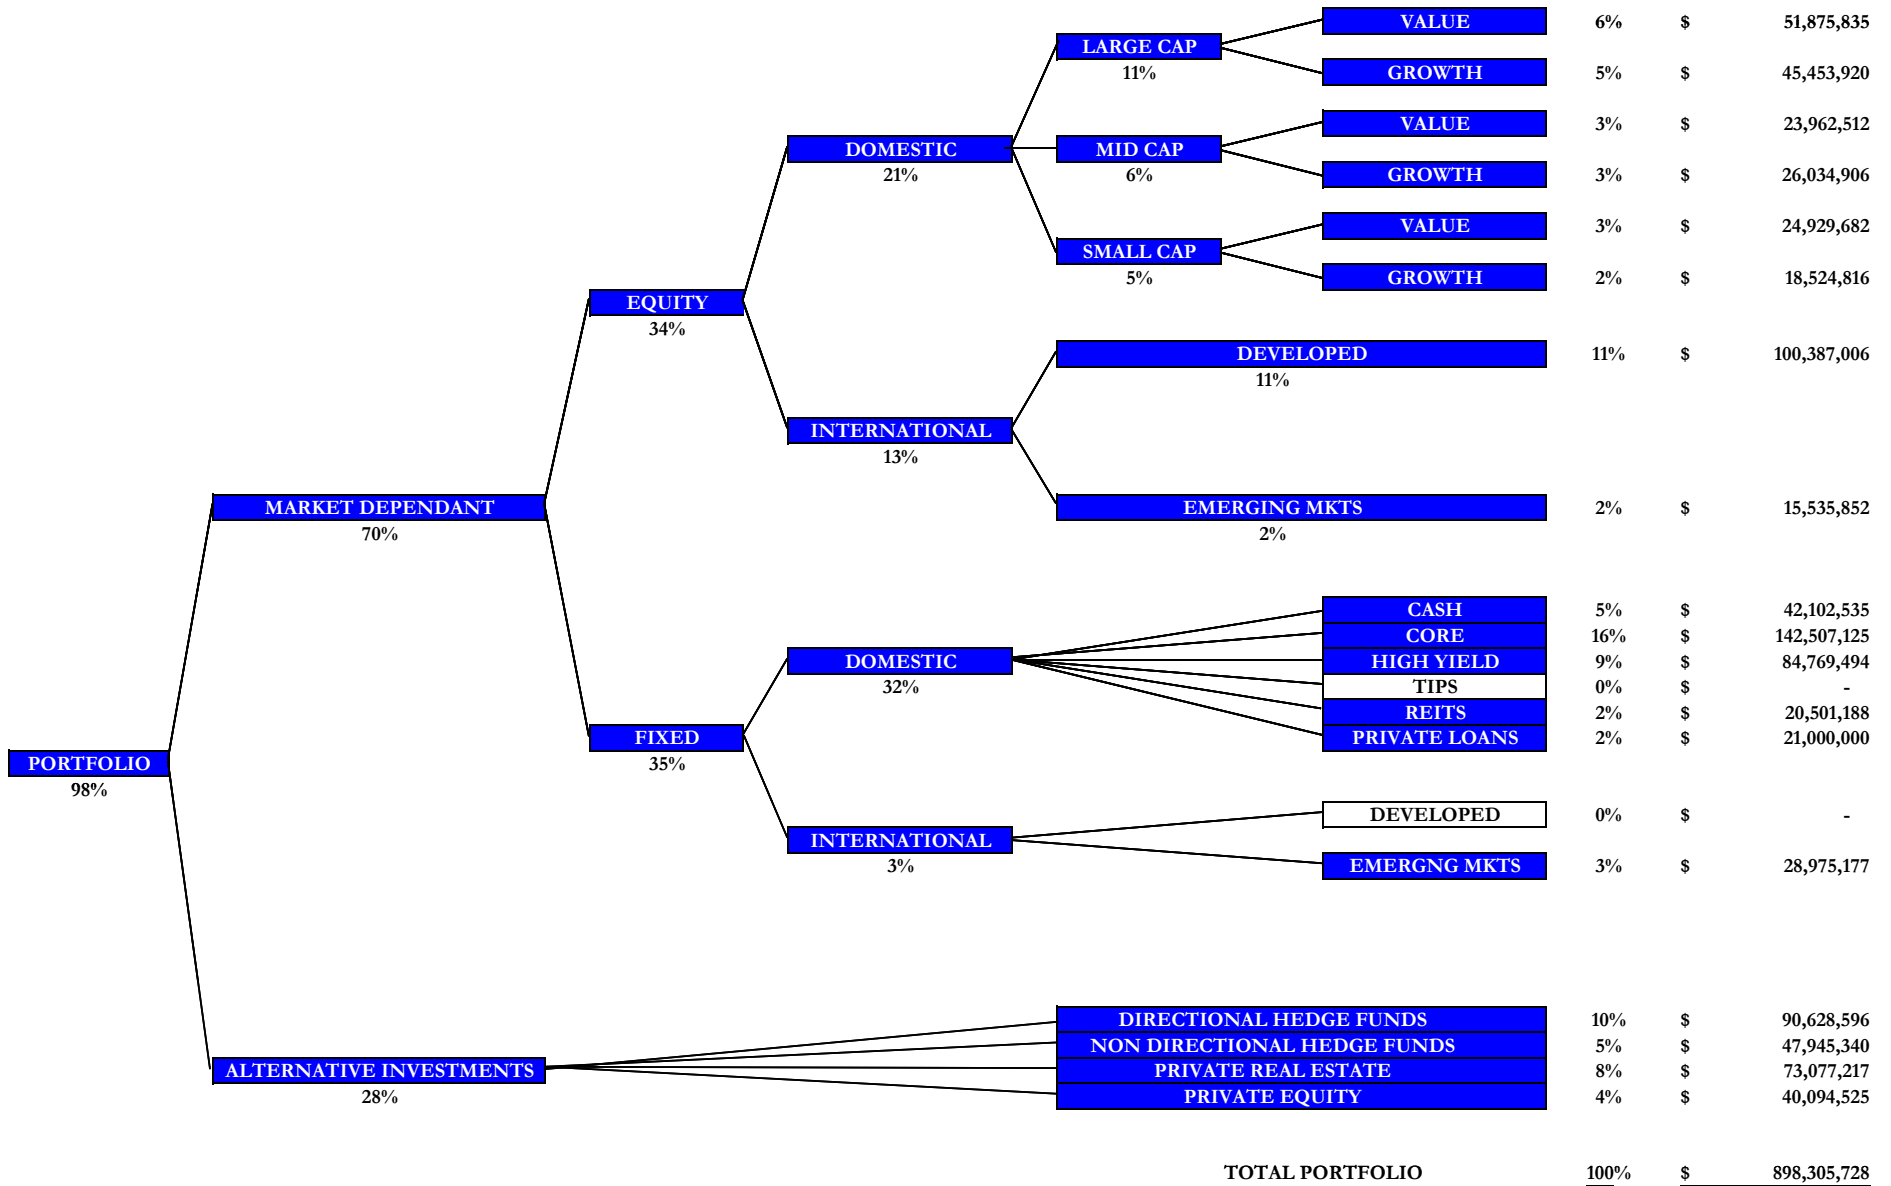 VALUE 6% $ 51,875,835
LARGE CAP
11%
GROWTH 5% $ 45,453,920
VALUE 3% $ 23,962,512
DOMESTIC MID CAP
21% 6%
GROWTH 3% $ 26,034,906
VALUE 3% $ 24,929,682
SMALL CAP
5%
GROWTH 2% $ 18,524,816
EQUITY
34%
DEVELOPED 11% $ 100,387,006
11%
INTERNATIONAL
13%
MARKET DEPENDANT EMERGING MKTS 2% $ 15,535,852
70% 2%
CASH 5% $ 42,102,535
CORE 16% $ 142,507,125
DOMESTIC HIGH YIELD 9% $ 84,769,494
32% TIPS 0% $ -
REITS 2% $ 20,501,188
FIXED PRIVATE LOANS 2% $ 21,000,000
35%
PORTFOLIO
98%
DEVELOPED 0% $ -
INTERNATIONAL
3%
EMERGNG MKTS 3% $ 28,975,177
DIRECTIONAL HEDGE FUNDS 10% $ 90,628,596
NON DIRECTIONAL HEDGE FUNDS 5% $ 47,945,340
ALTERNATIVE INVESTMENTS PRIVATE REAL ESTATE 8% $ 73,077,217
28% PRIVATE EQUITY 4% $ 40,094,525
TOTAL PORTFOLIO 100% $ 898,305,728